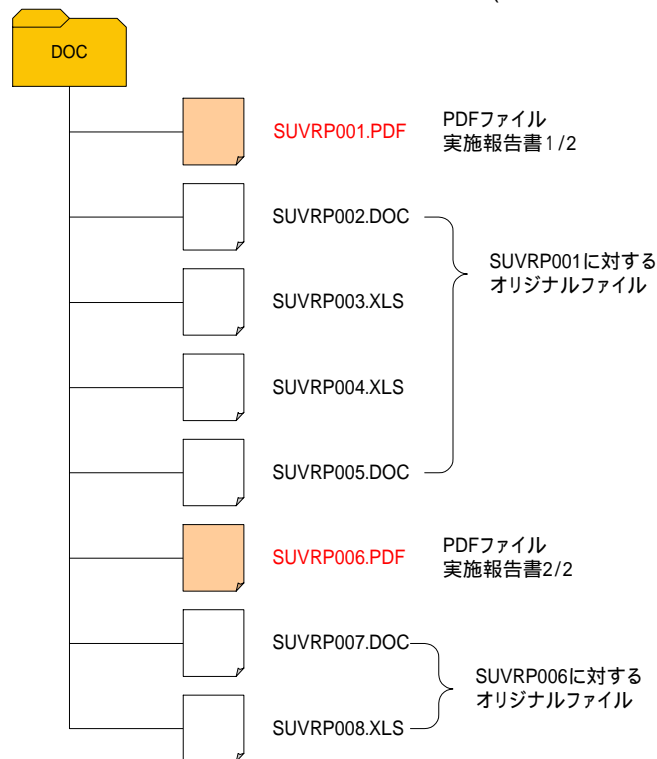 (
DOC
SUVRP001.PDF
PDFファイル
実施報告書1/2
SUVRP002.DOC
SUVRP001に対する
オリジナルファイル
SUVRP003.XLS
SUVRP004.XLS
SUVRP005.DOC
SUVRP006.PDF
PDFファイル
実施報告書2/2
SUVRP007.DOC
SUVRP006に対する
オリジナルファイル
SUVRP008.XLS